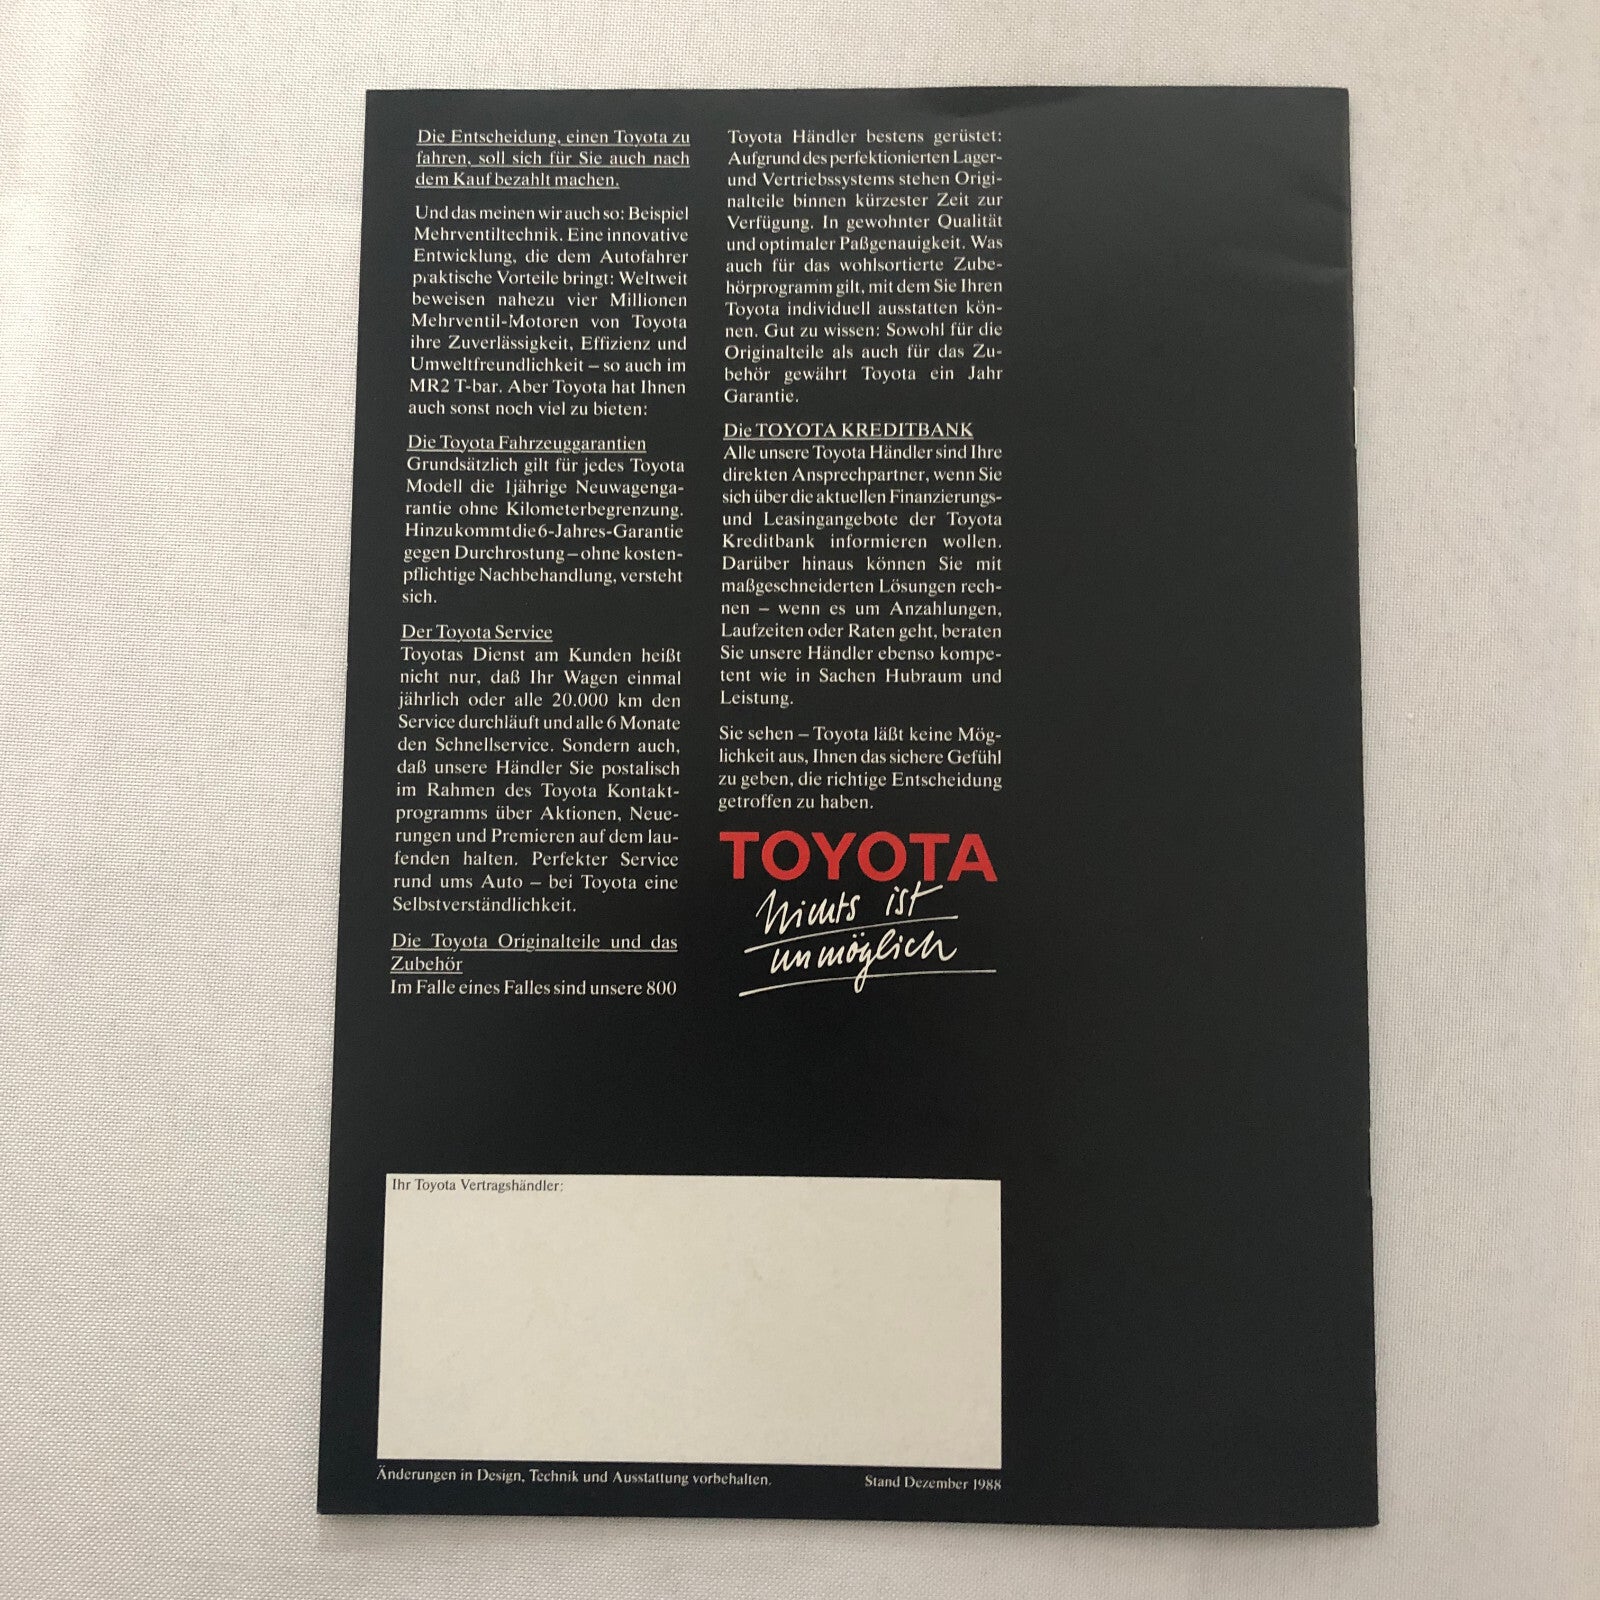 Die Entscheidung, einen Toyota zu
fahren, soll sich für Sie auch nach
dem Kauf bezahlt machen.
Und das meinen wir auch so: Beispiel
Mehrventiltechnik. Eine innovative
Entwicklung, die dem Autofahrer
praktische Vorteile bringt: Weltweit
beweisen nahezu vier Millionen
Mehrventil-Motoren von Toyota
ihre Zuverlässigkeit, Effizienz und
Umweltfreundlichkeit – so auch im
MR2 T-bar. Aber Toyota hat Ihnen
auch sonst noch viel zu bieten:
Die Toyota Fahrzeuggarantien
Grundsätzlich gilt für jedes Toyota
Modell die 1jährige Neuwagenga-
rantie ohne Kilometerbegrenzung.
Hinzu kommt die 6-Jahres-Garantie
gegen Durchrostung – ohne kosten-
pflichtige Nachbehandlung, versteht
sich.
Der Toyota Service
Toyotas Dienst am Kunden heißt
nicht nur, daß Ihr Wagen einmal
jährlich oder alle 20.000 km den
Service durchläuft und alle 6 Monate
den Schnellservice. Sondern auch,
daß unsere Händler Sie postalisch
im Rahmen des Toyota Kontakt-
programms über Aktionen, Neue-
rungen und Premieren auf dem lau-
fenden halten. Perfekter Service
rund ums Auto – bei Toyota eine
Selbstverständlichkeit.
Die Toyota Originalteile und das
Zubehör
Im Falle eines Falles sind unsere 800
Toyota Händler bestens gerüstet:
Aufgrund des perfektionierten Lager-
und Vertriebssystems stehen Origi-
nalteile binnen kürzester Zeit zur
Verfügung. In gewohnter Qualität
und optimaler Paßgenauigkeit. Was
auch für das wohlsortierte Zube-
hörprogramm gilt, mit dem Sie Ihren
Toyota individuell ausstatten kön-
nen. Gut zu wissen: Sowohl für die
Originalteile als auch für das Zu-
behör gewährt Toyota ein Jahr
Garantie.
Die TOYOTA KREDITBANK
Alle unsere Toyota Händler sind Ihre
direkten Ansprechpartner, wenn Sie
sich über die aktuellen Finanzierungs-
und Leasingangebote der Toyota
Kreditbank informieren wollen.
Darüber hinaus können Sie mit
maßgeschneiderten Lösungen rech-
nen – wenn es um Anzahlungen,
Laufzeiten oder Raten geht, beraten
Sie unsere Händler ebenso kompe-
tent wie in Sachen Hubraum und
Leistung.
Sie sehen – Toyota läßt keine Mög-
lichkeit aus, Ihnen das sichere Gefühl
zu geben, die richtige Entscheidung
getroffen zu haben.
TOYOTA
Nichts ist
unmöglich
Ihr Toyota Vertragshändler:
Änderungen in Design, Technik und Ausstattung vorbehalten.
Stand Dezember 1988